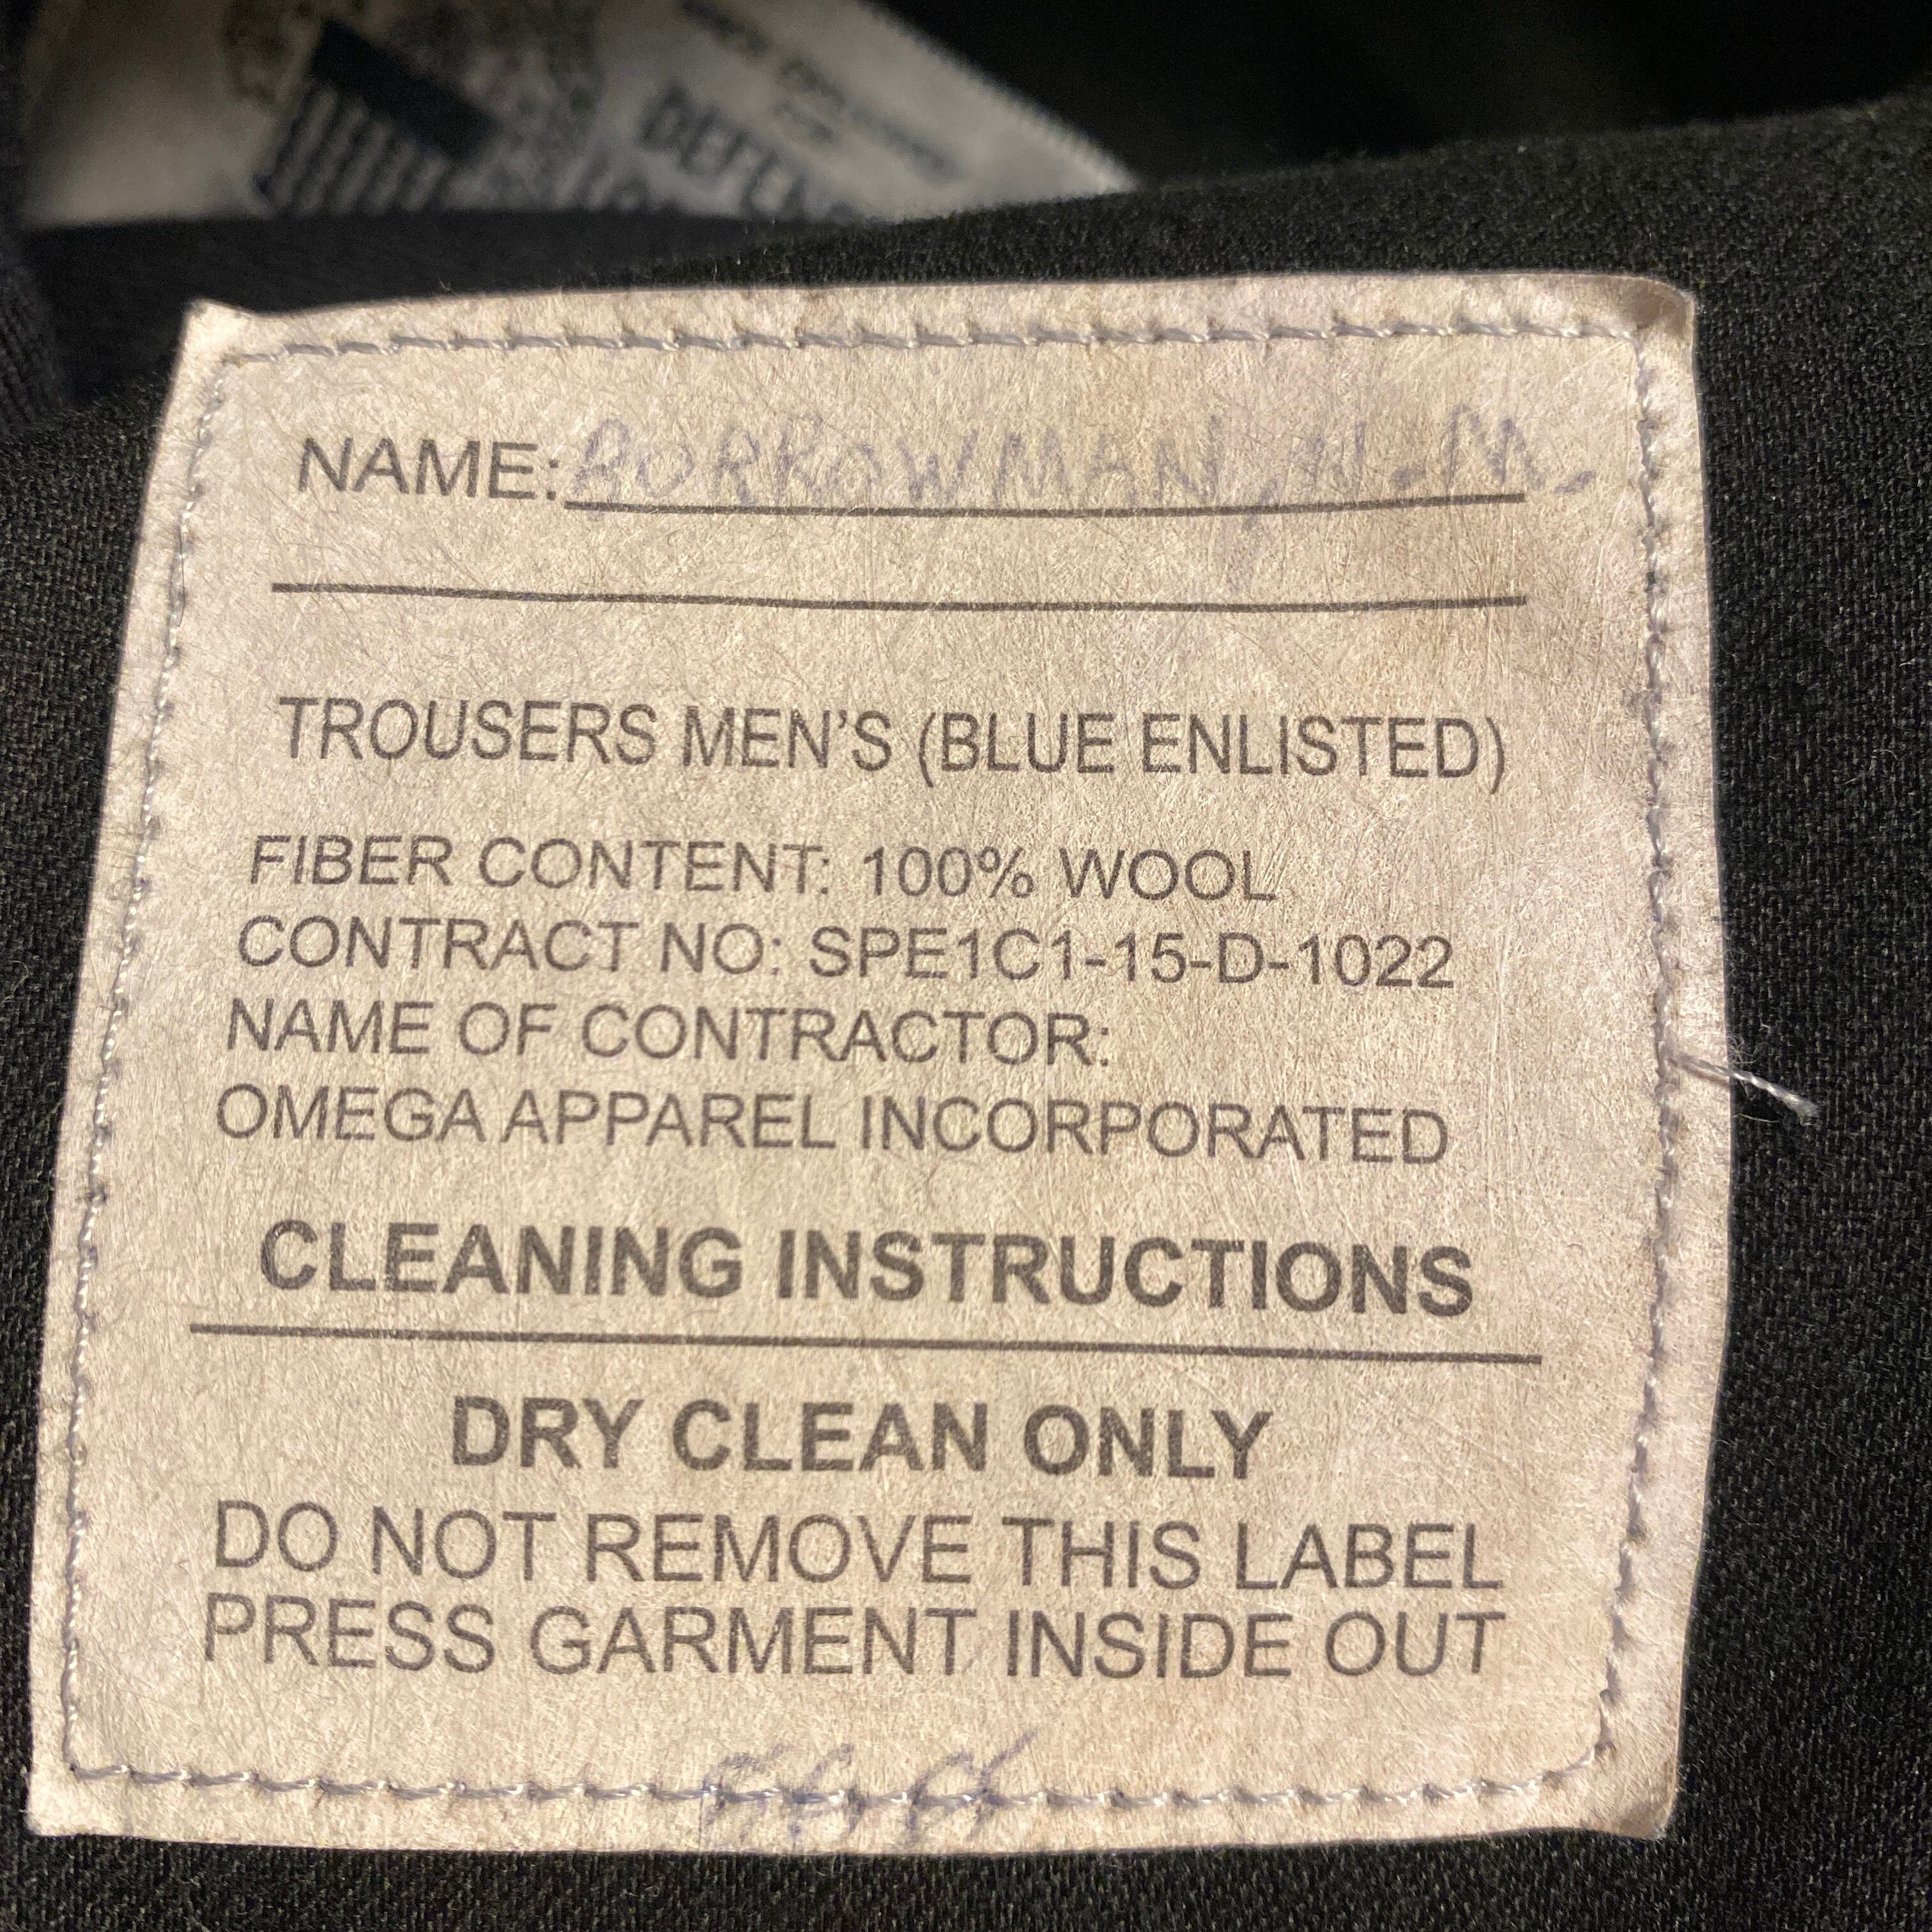 NAME: BORROWMAN, N.M.
TROUSERS MEN'S (BLUE ENLISTED)
FIBER CONTENT: 100% WOOL
CONTRACT NO: SPE1C1-15-D-1022
NAME OF CONTRACTOR:
OMEGA APPAREL INCORPORATED
CLEANING INSTRUCTIONS
DRY CLEAN ONLY
DO NOT REMOVE THIS LABEL
PRESS GARMENT INSIDE OUT